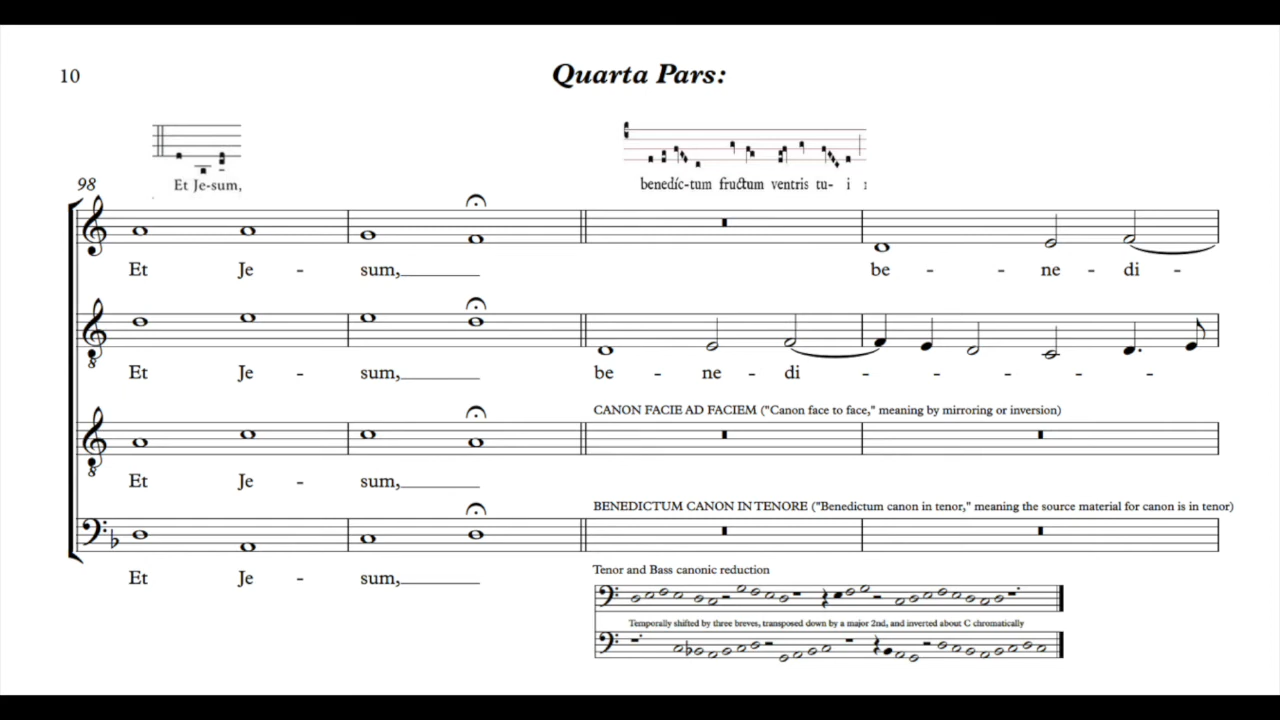 10
Quarta Pars:
Et Je-sum,
benedíc-tum fructum ventris tu- i
98
Et Je - sum,
be - - ne - di -
Et Je - sum,
be - ne - di - - - - -
CANON FACIE AD FACIEM ("Canon face to face," meaning by mirroring or inversion)
Et Je - sum,
BENEDICTUM CANON IN TENORE ("Benedictum canon in tenor," meaning the source material for canon is in tenor)
Et Je - sum,
Tenor and Bass canonic reduction
Temporally shifted by three breves, transposed down by a major 2nd, and inverted about C chromatically